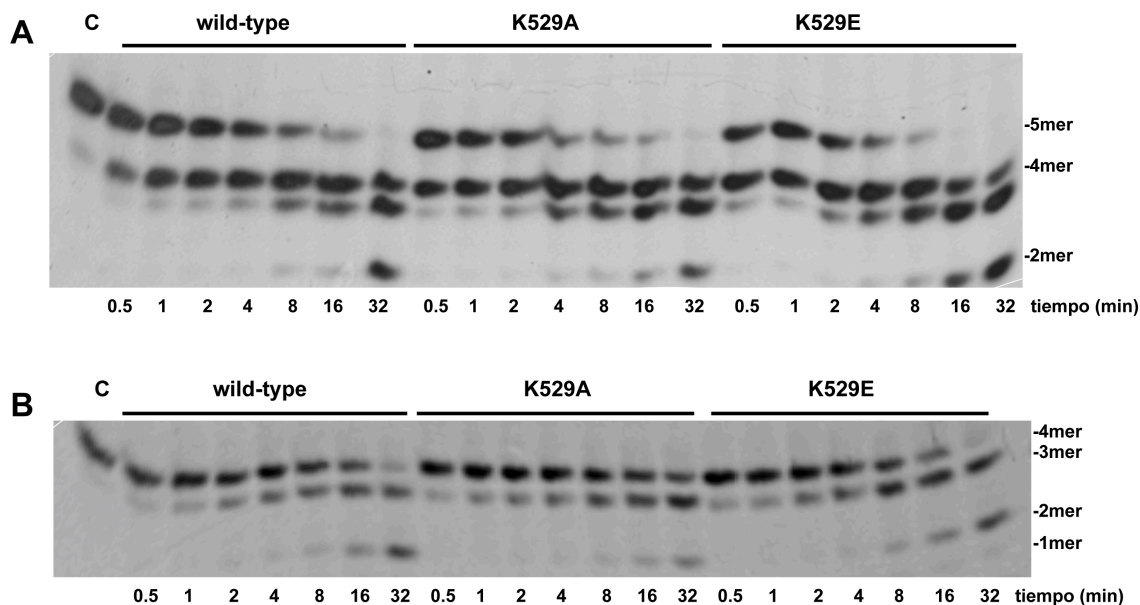 A
C wild-type K529A K529E
-5mer
-4mer
-2mer
0.5 1 2 4 8 16 32 0.5 1 2 4 8 16 32 0.5 1 2 4 8 16 32 tiempo (min)
B
C wild-type K529A K529E
-4mer
-3mer
-2mer
-1mer
0.5 1 2 4 8 16 32 0.5 1 2 4 8 16 32 0.5 1 2 4 8 16 32 tiempo (min)